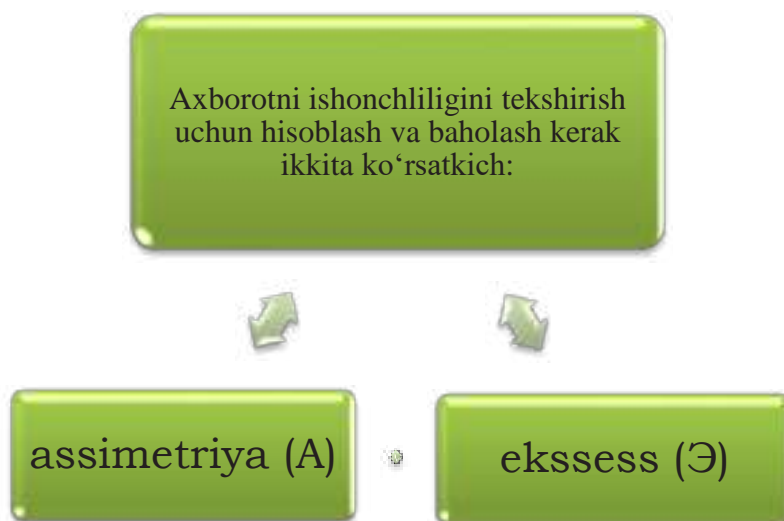 Axborotni ishonchliligini tekshirish
uchun hisoblash va baholash kerak
ikkita ko‘rsatkich:
assimetriya (A)
ekssess (Э)